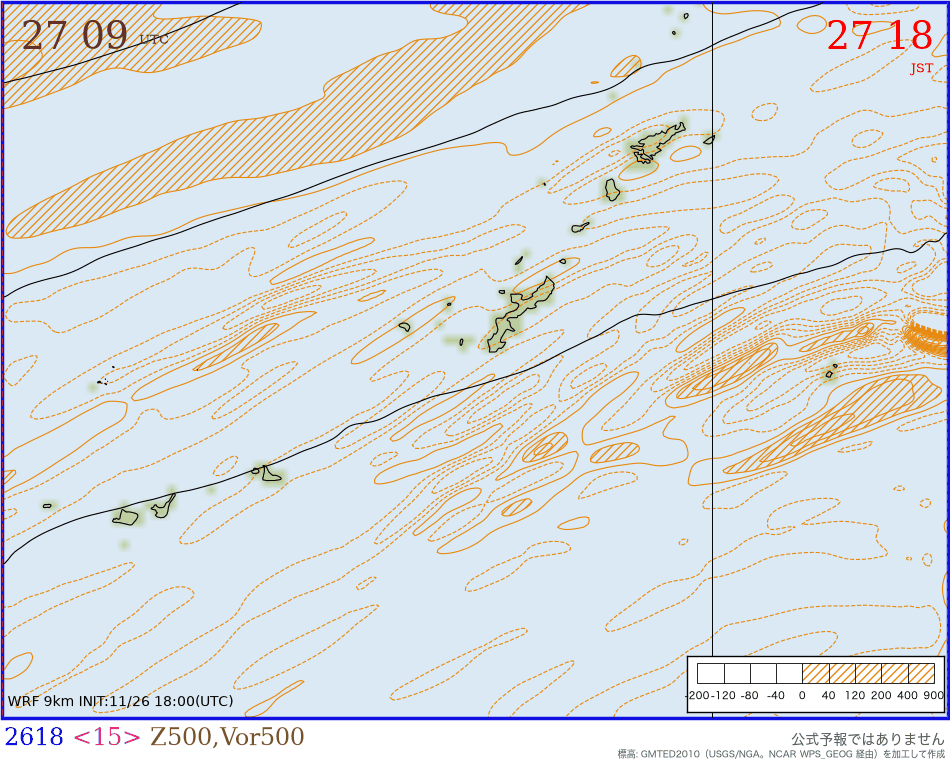 27 09 UTC
27 18
JST
-200 -120 -80 -40 0 40 120 200 400 900
WRF 9km INIT:11/26 18:00(UTC)
2618 <15> Z500,Vor500
公式予報ではありません
標高: GMTED2010（USGS/NGA。NCAR WPS_GEOG 経由）を加工して作成